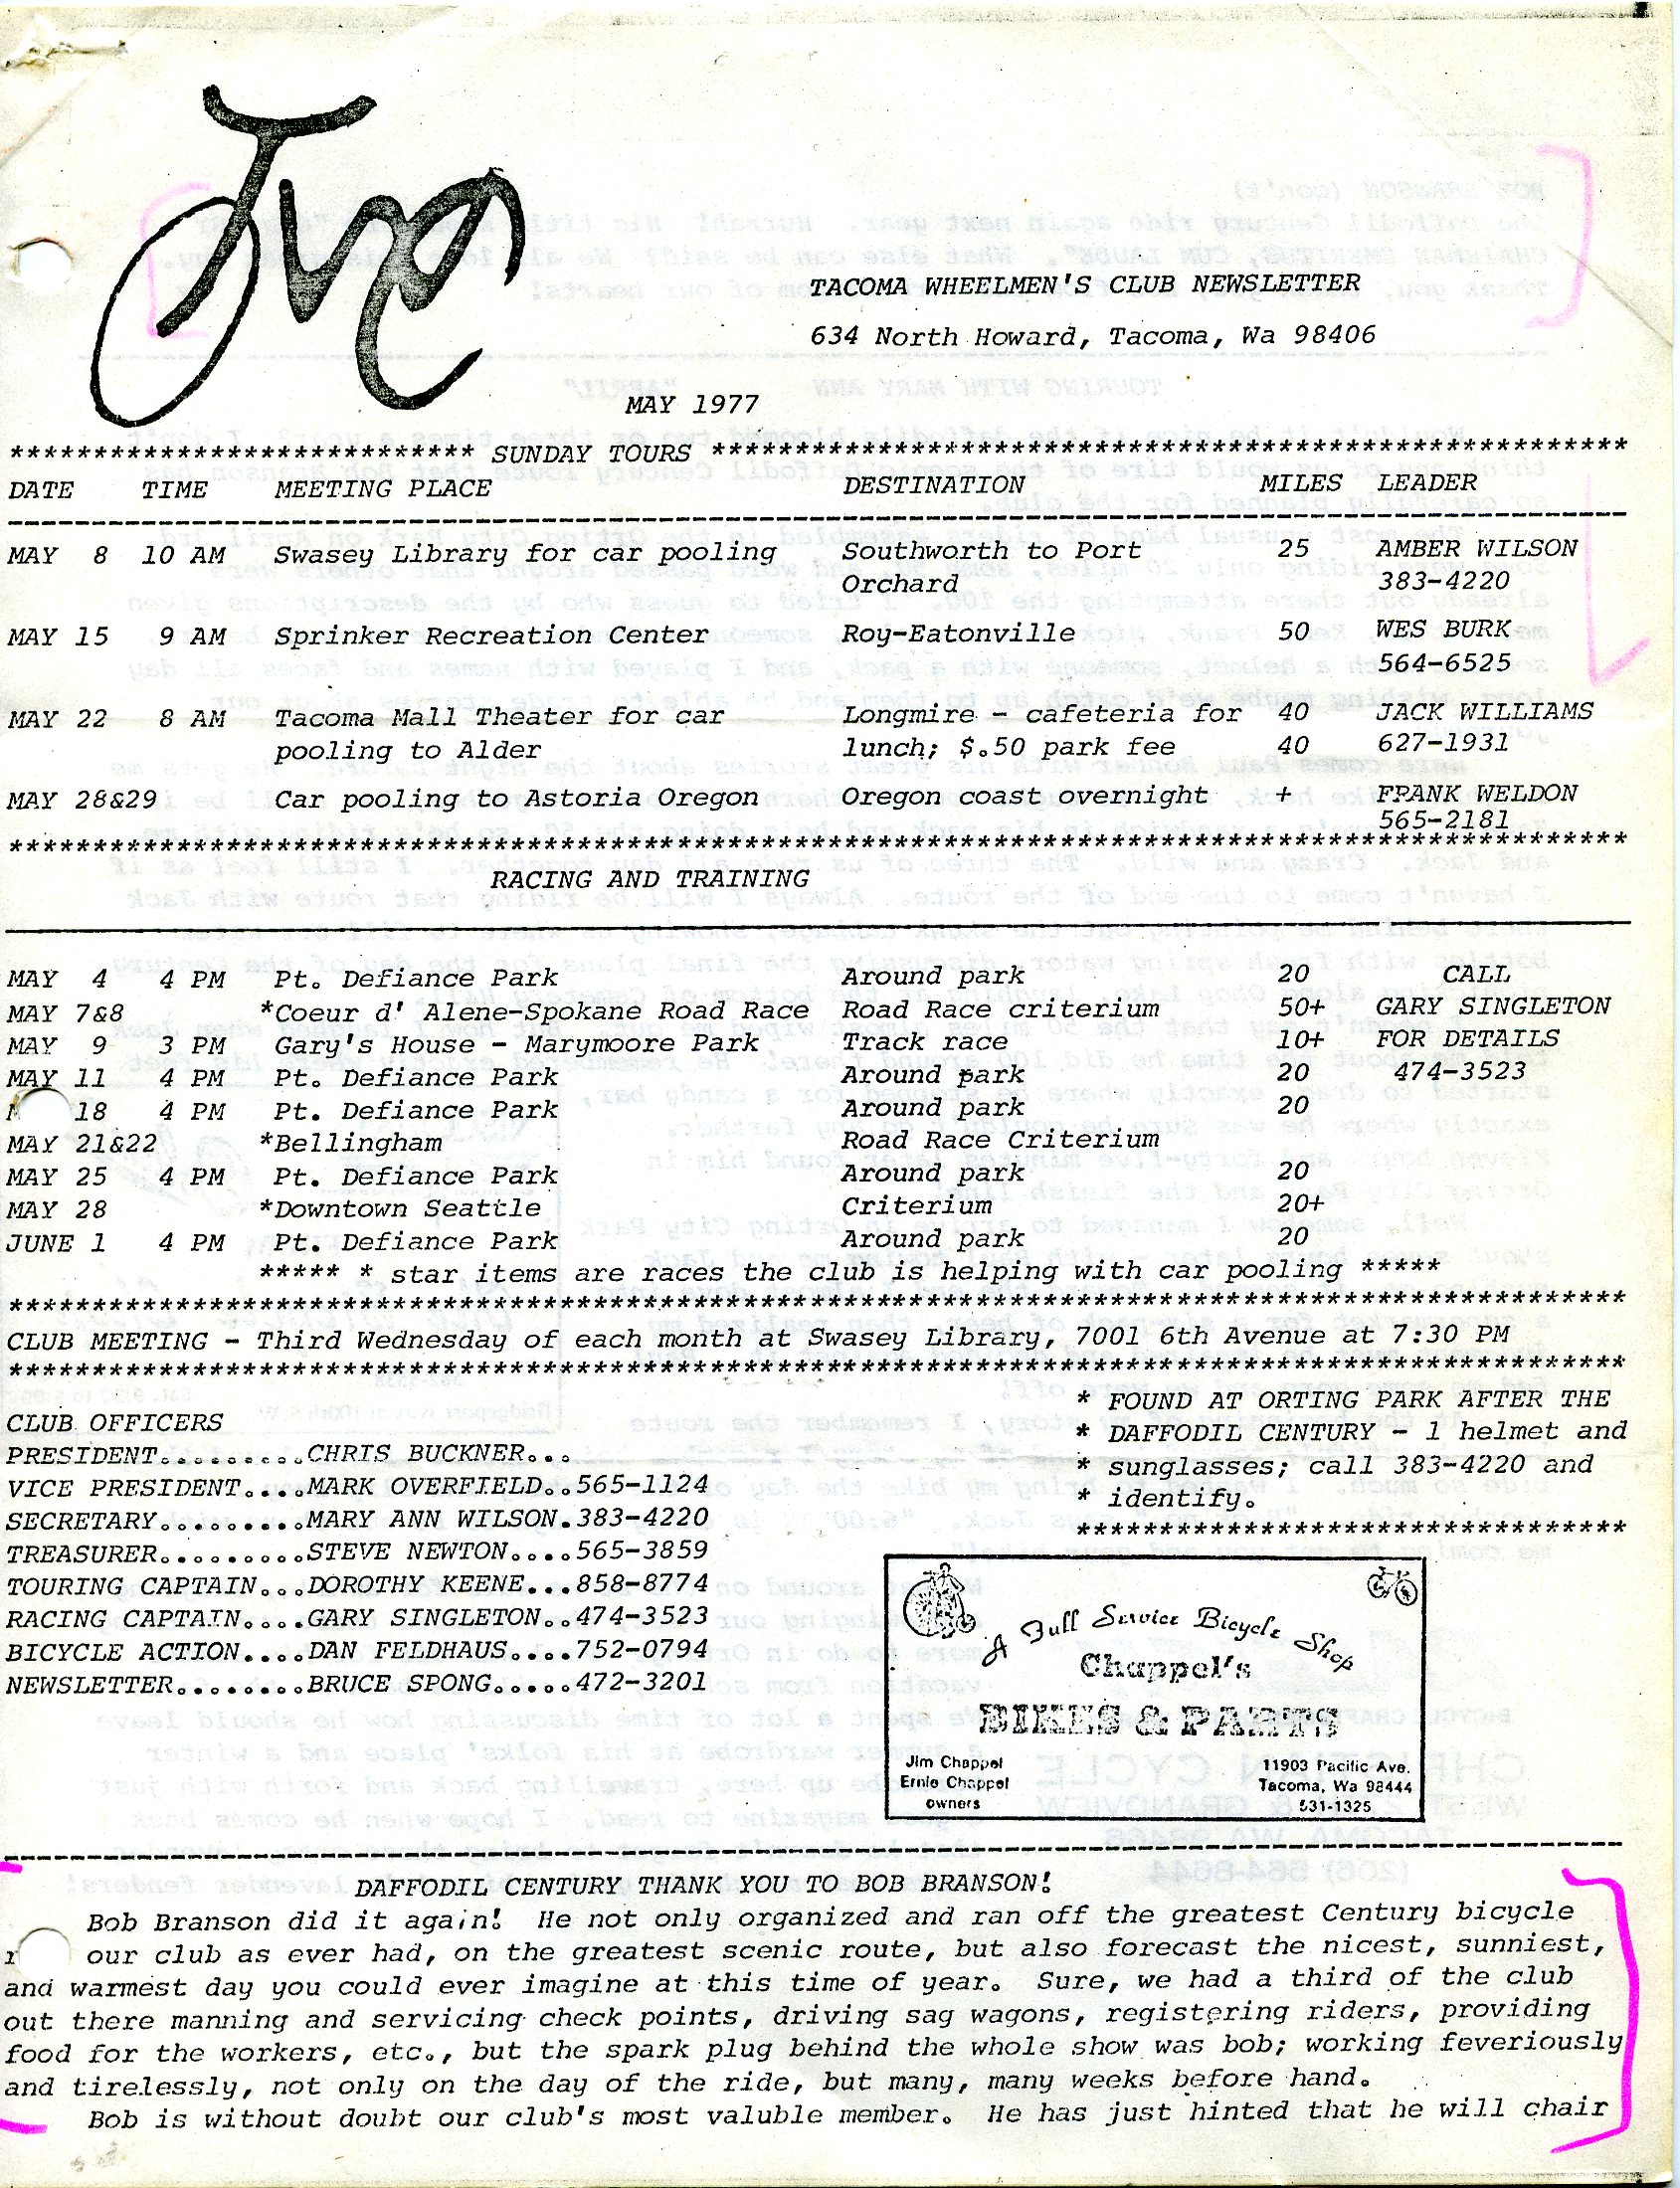 TWC
TACOMA WHEELMEN'S CLUB NEWSLETTER
634 North Howard, Tacoma, Wa 98406
MAY 1977
**************************** SUNDAY TOURS *******************************************************
DATE TIME MEETING PLACE DESTINATION MILES LEADER
MAY 8 10 AM Swasey Library for car pooling Southworth to Port 25 AMBER WILSON
Orchard 383-4220
MAY 15 9 AM Sprinker Recreation Center Roy-Eatonville 50 WES BURK
564-6525
MAY 22 8 AM Tacoma Mall Theater for car Longmire - cafeteria for 40 JACK WILLIAMS
pooling to Alder lunch; $.50 park fee 40 627-1931
MAY 28&29 Car pooling to Astoria Oregon Oregon coast overnight + FRANK WELDON
565-2181
*************************************************************************************************
RACING AND TRAINING
MAY 4 4 PM Pt. Defiance Park Around park 20 CALL
MAY 7&8 *Coeur d' Alene-Spokane Road Race Road Race criterium 50+ GARY SINGLETON
MAY 9 3 PM Gary's House - Marymoore Park Track race 10+ FOR DETAILS
MAY 11 4 PM Pt. Defiance Park Around park 20 474-3523
18 4 PM Pt. Defiance Park Around park 20
MAY 21&22 *Bellingham Road Race Criterium
MAY 25 4 PM Pt. Defiance Park Around park 20
MAY 28 *Downtown Seattle Criterium 20+
JUNE 1 4 PM Pt. Defiance Park Around park 20
***** * star items are races the club is helping with car pooling *****
*************************************************************************************************
CLUB MEETING - Third Wednesday of each month at Swasey Library, 7001 6th Avenue at 7:30 PM
*************************************************************************************************
CLUB OFFICERS
PRESIDENT.........CHRIS BUCKNER...
VICE PRESIDENT....MARK OVERFIELD..565-1124
SECRETARY.........MARY ANN WILSON.383-4220
TREASURER.........STEVE NEWTON....565-3859
TOURING CAPTAIN...DOROTHY KEENE...858-8774
RACING CAPTAIN....GARY SINGLETON..474-3523
BICYCLE ACTION....DAN FELDHAUS....752-0794
NEWSLETTER........BRUCE SPONG.....472-3201
* FOUND AT ORTING PARK AFTER THE
* DAFFODIL CENTURY - 1 helmet and
* sunglasses; call 383-4220 and
* identify.
*********************************
A Full Service Bicycle Shop
Chappel's
BIKES & PARTS
Jim Chappel
Ernie Chappel
owners
11903 Pacific Ave.
Tacoma, Wa 98444
531-1325
DAFFODIL CENTURY THANK YOU TO BOB BRANSON!
Bob Branson did it again! He not only organized and ran off the greatest Century bicycle
our club as ever had, on the greatest scenic route, but also forecast the nicest, sunniest,
and warmest day you could ever imagine at this time of year. Sure, we had a third of the club
out there manning and servicing check points, driving sag wagons, registering riders, providing
food for the workers, etc., but the spark plug behind the whole show was bob; working feveriously
and tirelessly, not only on the day of the ride, but many, many weeks before hand.
Bob is without doubt our club's most valuble member. He has just hinted that he will chair